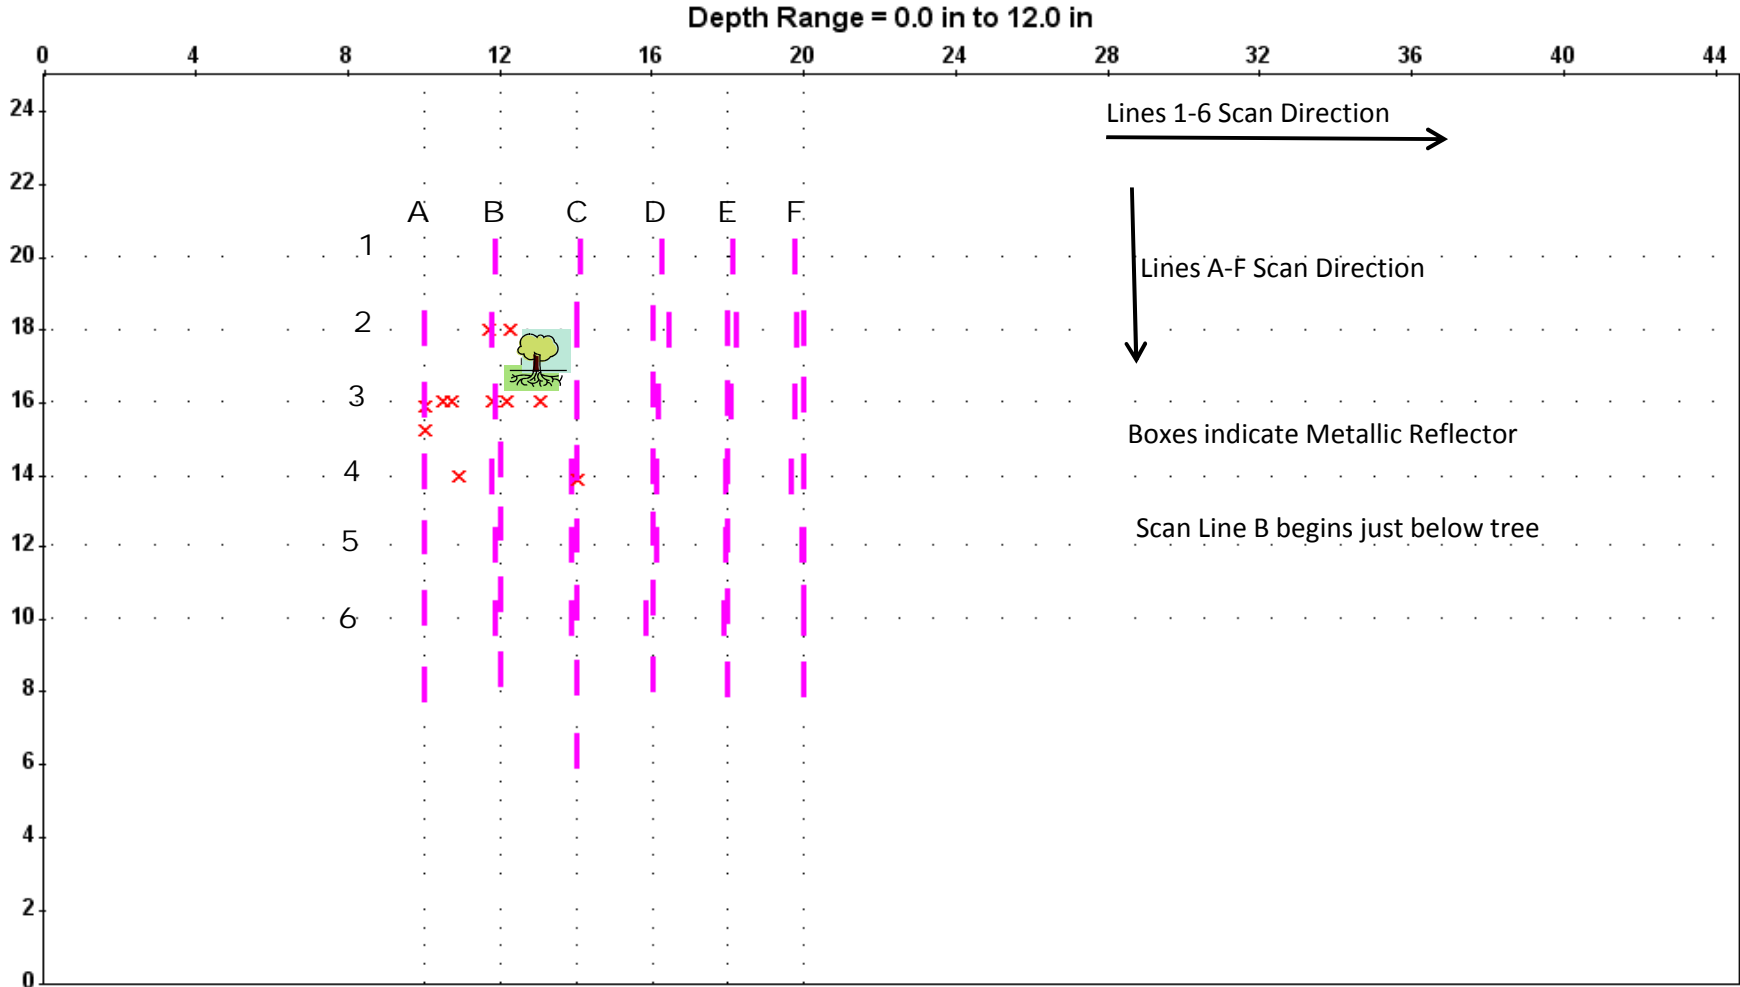 Depth Range = 0.0 in to 12.0 in
0 4 8 12 16 20 24 28 32 36 40 44
24
Lines 1-6 Scan Direction
22
A B C D E F
1
20
Lines A-F Scan Direction
2
18
3
16
Boxes indicate Metallic Reflector
4
14
Scan Line B begins just below tree
5
12
6
10
8
6
4
2
0